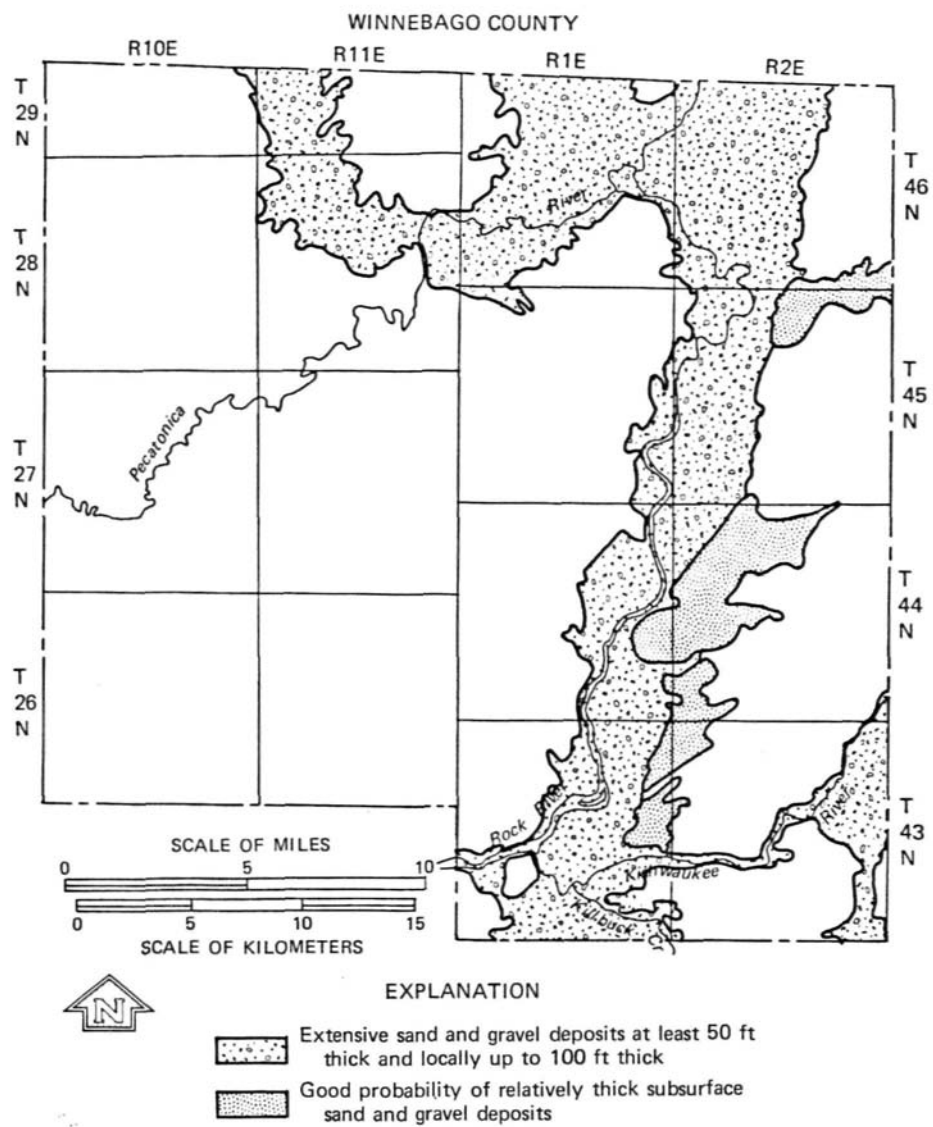 WINNEBAGO COUNTY
R10E
R11E
R1E
R2E
T
29
N
T
46
N
River
T
28
N
T
45
N
Pecatonica
T
27
N
T
44
N
T
26
N
T
43
N
Rock River
River
Kishwaukee
Killbuck
Cr
SCALE OF MILES
0 5 10
0 5 10 15
SCALE OF KILOMETERS
N
EXPLANATION
Extensive sand and gravel deposits at least 50 ft
thick and locally up to 100 ft thick
Good probability of relatively thick subsurface
sand and gravel deposits